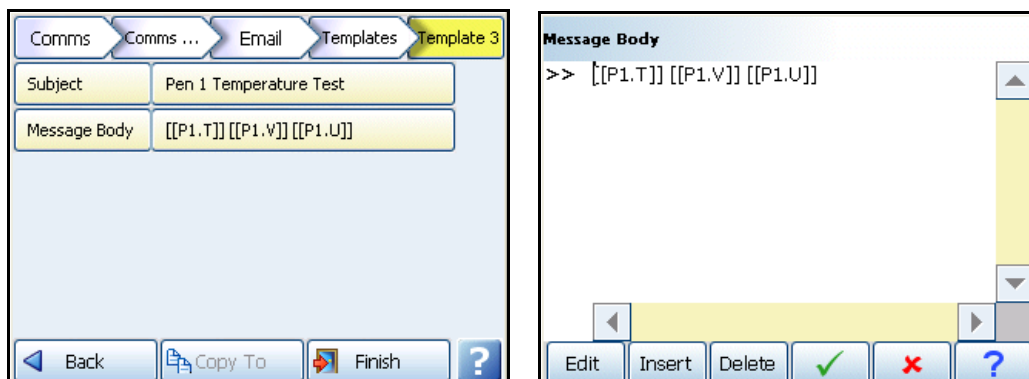 Comms Comms ... Email Templates Template 3
Subject Pen 1 Temperature Test
Message Body [[P1.T]] [[P1.V]] [[P1.U]]
Back Copy To Finish ?
Message Body
>> [[P1.T]] [[P1.V]] [[P1.U]]
Edit Insert Delete ?